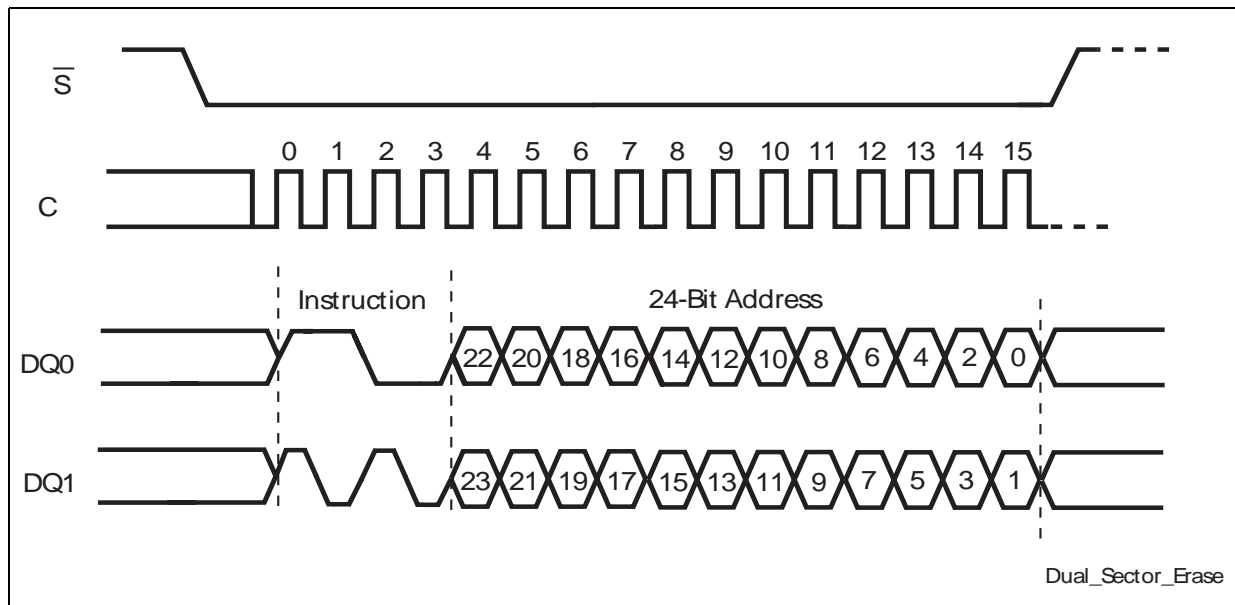 S
0 1 2 3 4 5 6 7 8 9 10 11 12 13 14 15
C
Instruction 24-Bit Address
DQ0 22 20 18 16 14 12 10 8 6 4 2 0
DQ1 23 21 19 17 15 13 11 9 7 5 3 1
Dual_Sector_Erase